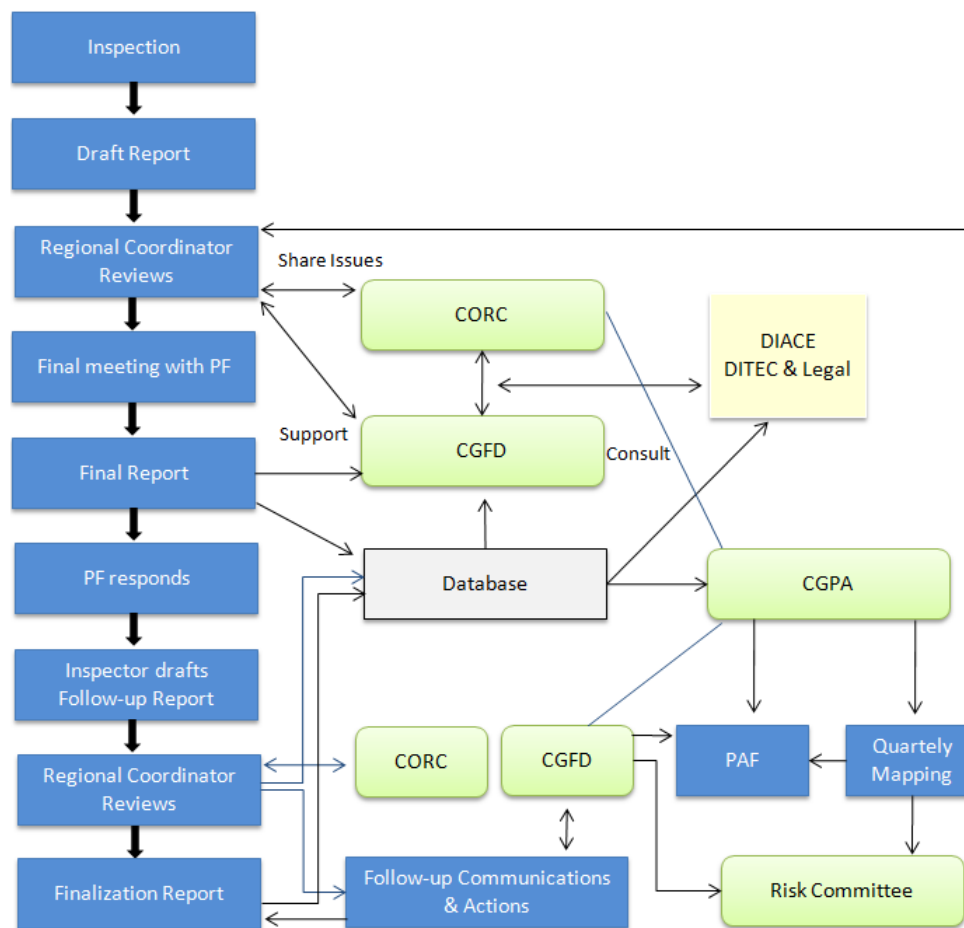 Inspection
Draft Report
Regional Coordinator
Reviews
Share Issues
CORC
DIACE
DITEC & Legal
Final meeting with PF
Support
CGFD
Consult
Final Report
PF responds
Database
CGPA
Inspector drafts
Follow-up Report
Regional Coordinator
Reviews
CORC
CGFD
PAF
Quartely
Mapping
Finalization Report
Follow-up Communications
& Actions
Risk Committee